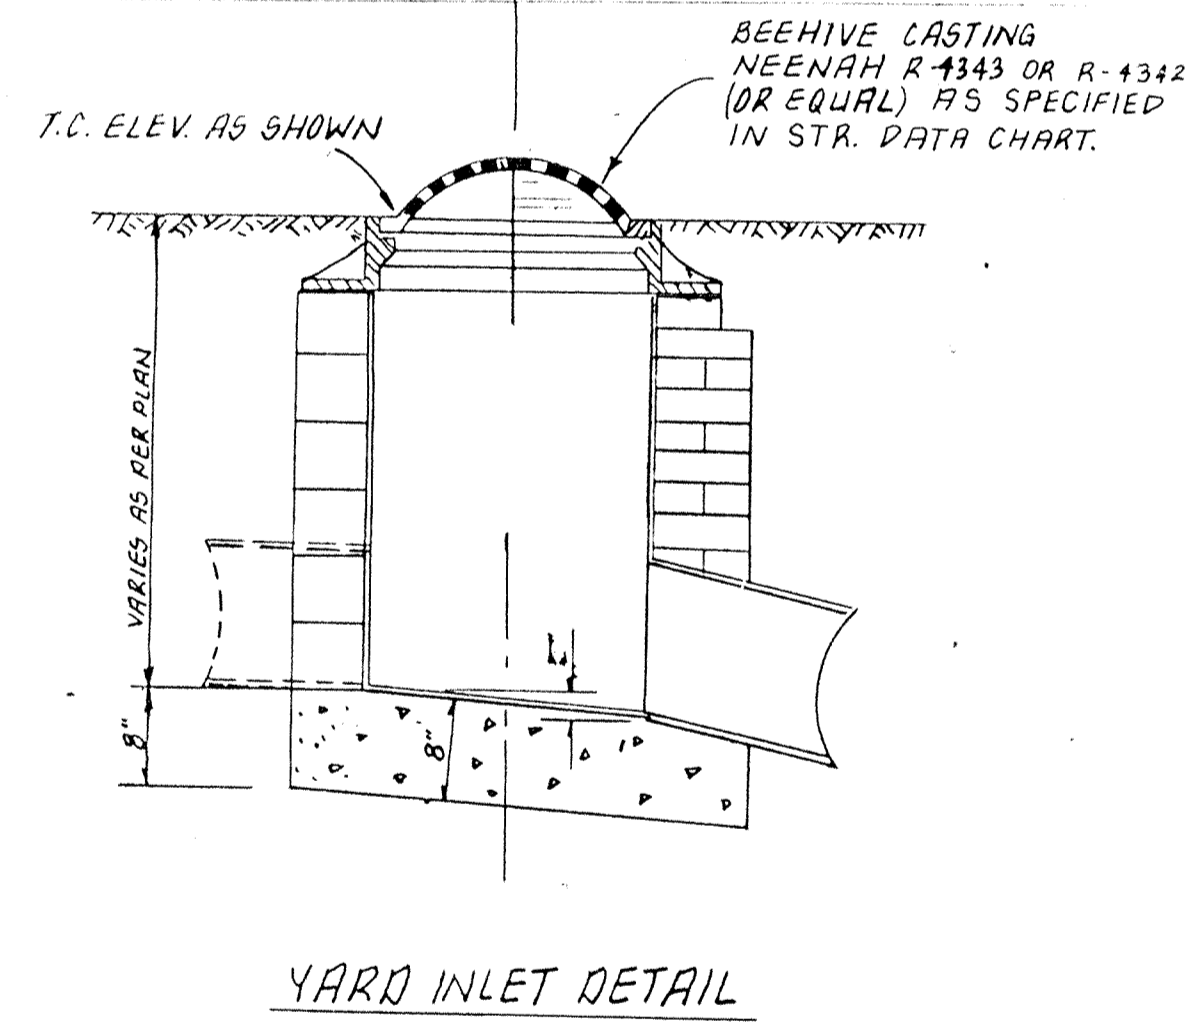 BEEHIVE CASTING
NEENAH R-4343 OR R-4342
(OR EQUAL) AS SPECIFIED
IN STR. DATA CHART.
T.C. ELEV. AS SHOWN
VARIES AS PER PLAN
8"
8"
YARD INLET DETAIL